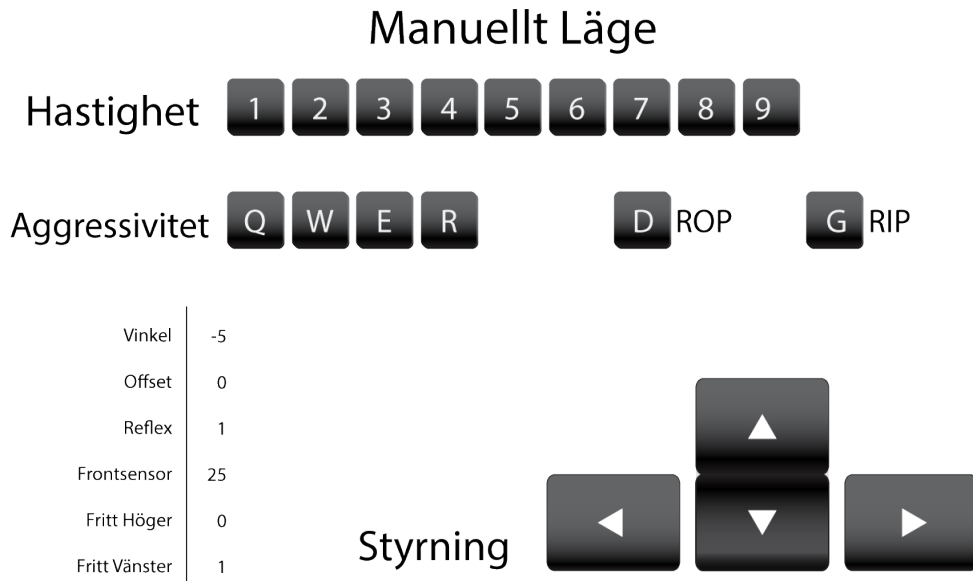 Manuellt Läge
Hastighet 1 2 3 4 5 6 7 8 9
Aggressivitet Q W E R D ROP G RIP
Vinkel -5
Offset 0
Reflex 1
Frontsensor 25
Fritt Höger 0
Fritt Vänster 1
Styrning